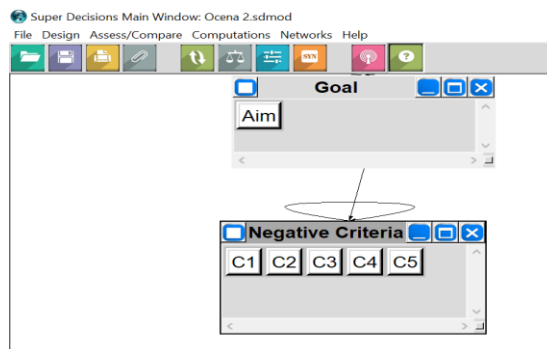 Super Decisions Main Window: Ocena 2.sdmod
File Design Assess/Compare Computations Networks Help
SYN ?
Goal
Aim
Negative Criteria
C1 C2 C3 C4 C5